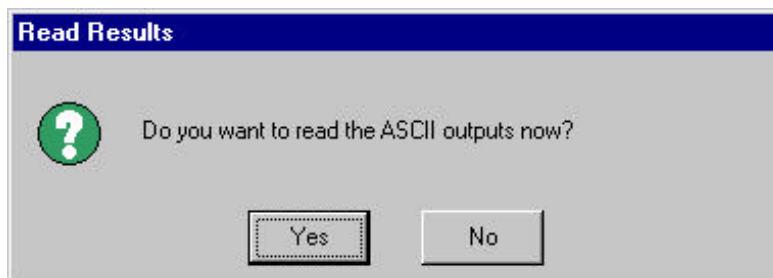 Read Results
Do you want to read the ASCII outputs now?
Yes No